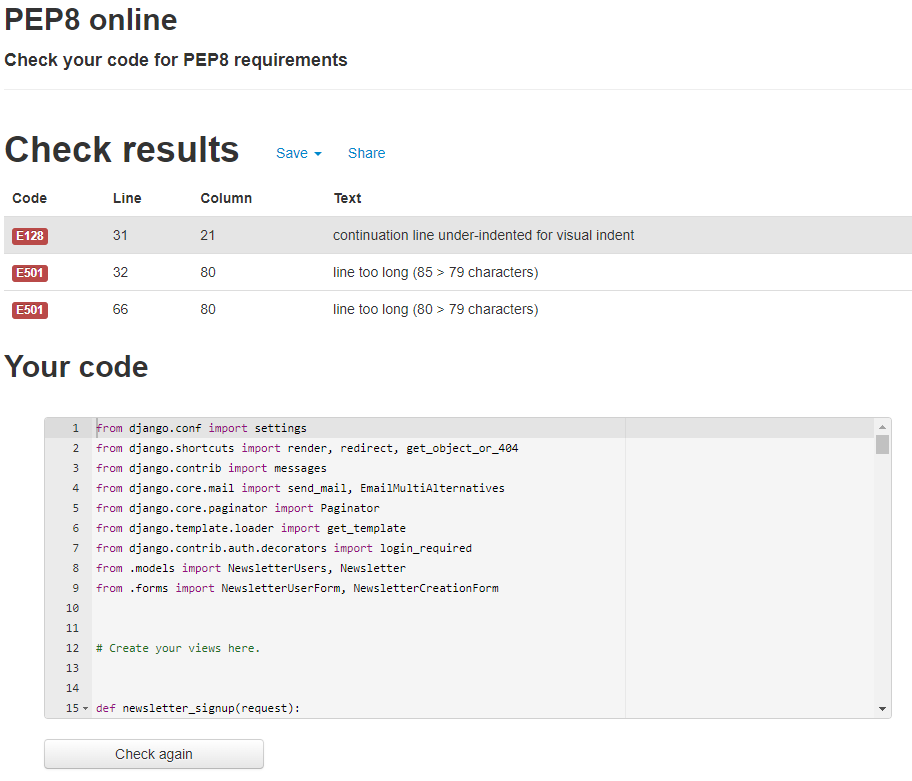 PEP8 online
Check your code for PEP8 requirements
Check results Save Share
Code Line Column Text
E128 31 21 continuation line under-indented for visual indent
E501 32 80 line too long (85 > 79 characters)
E501 66 80 line too long (80 > 79 characters)
Your code
1 from django.conf import settings
2 from django.shortcuts import render, redirect, get_object_or_404
3 from django.contrib import messages
4 from django.core.mail import send_mail, EmailMultiAlternatives
5 from django.core.paginator import Paginator
6 from django.template.loader import get_template
7 from django.contrib.auth.decorators import login_required
8 from .models import NewsletterUsers, Newsletter
9 from .forms import NewsletterUserForm, NewsletterCreationForm
10
11
12 # Create your views here.
13
14
15 def newsletter_signup(request):
Check again